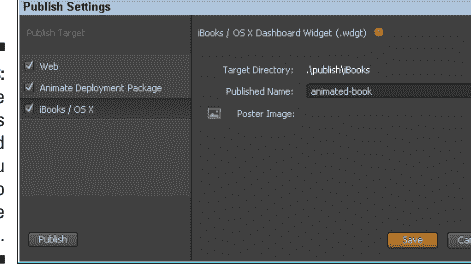 Publish Settings
Publish Target
iBooks / OS X Dashboard Widget (.wdgt)
Web
Animate Deployment Package
iBooks / OS X
Target Directory: .\publish\iBooks
Published Name: animated-book
Poster Image:
Publish
Save